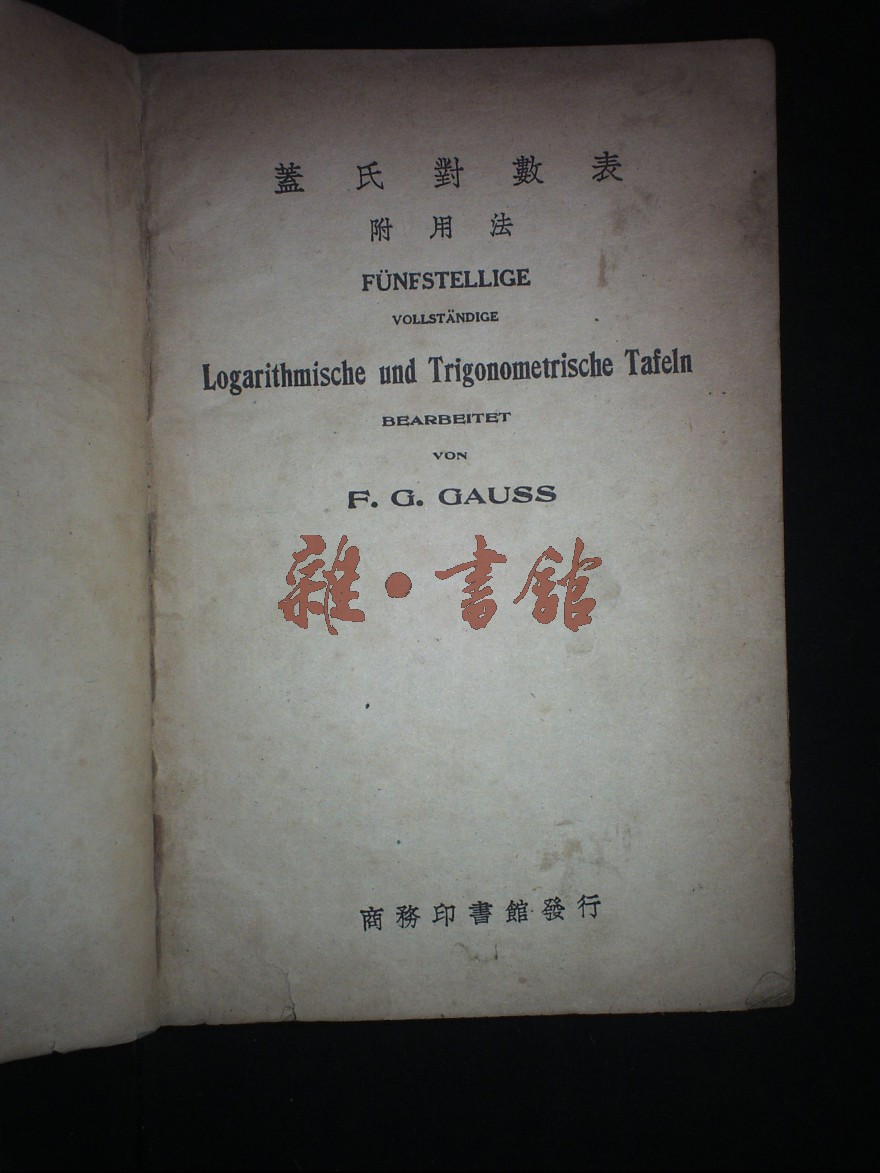 蓋氏對數表
附用法
FÜNFSTELLIGE
VOLLSTÄNDIGE
Logarithmische und Trigonometrische Tafeln
BEARBEITET
VON
F. G. GAUSS
雜·書館
商務印書館發行